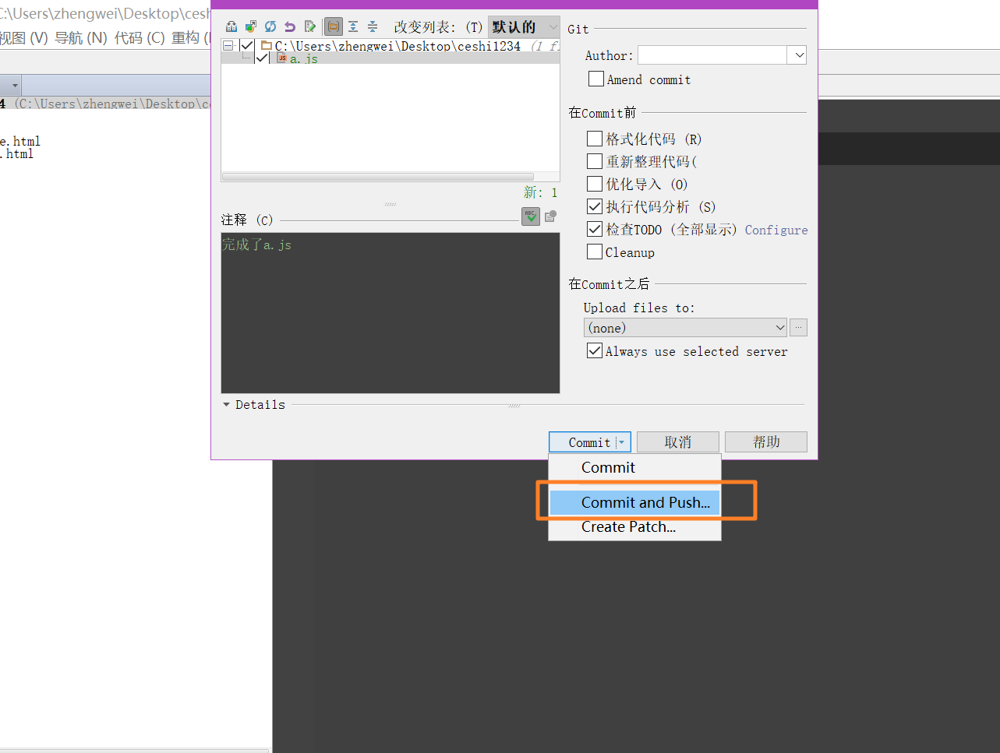 C:\Users\zhengwei\Desktop\cesh
视图 (V) 导航 (N) 代码 (C) 重构 (
4 (C:\Users\zhengwei\Desktop\ce
e.html
.html
改变列表: (T) 默认的
C:\Users\zhengwei\Desktop\ceshi1234 (1 f
a.js
新: 1
注释 (C)
完成了a.js
Details
Git
Author:
Amend commit
在Commit前
格式化代码 (R)
重新整理代码(
优化导入 (O)
执行代码分析 (S)
检查TODO (全部显示) Configure
Cleanup
在Commit之后
Upload files to:
(none)
Always use selected server
Commit 取消 帮助
Commit
Commit and Push...
Create Patch...